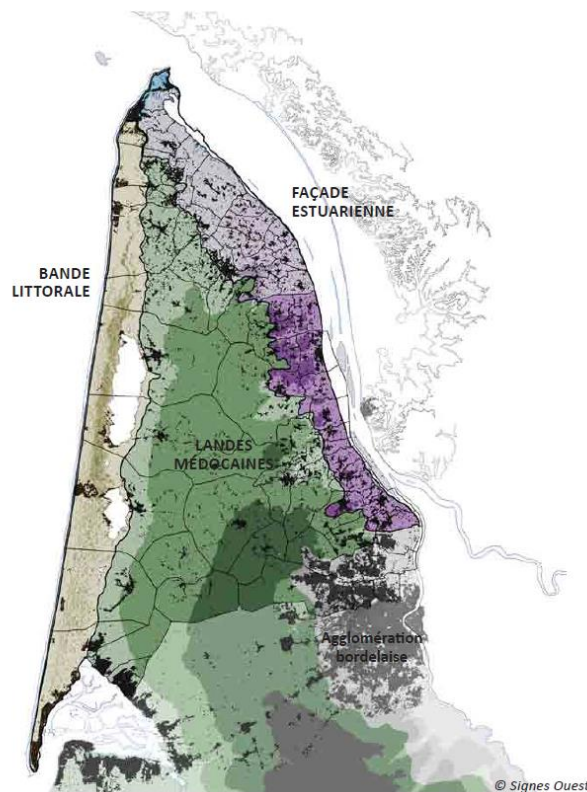 FAÇADE
ESTUARIENNE
BANDE
LITTORALE
LANDES
MÉDOCAINES
Agglomération
bordelaise
© Signes Ouest